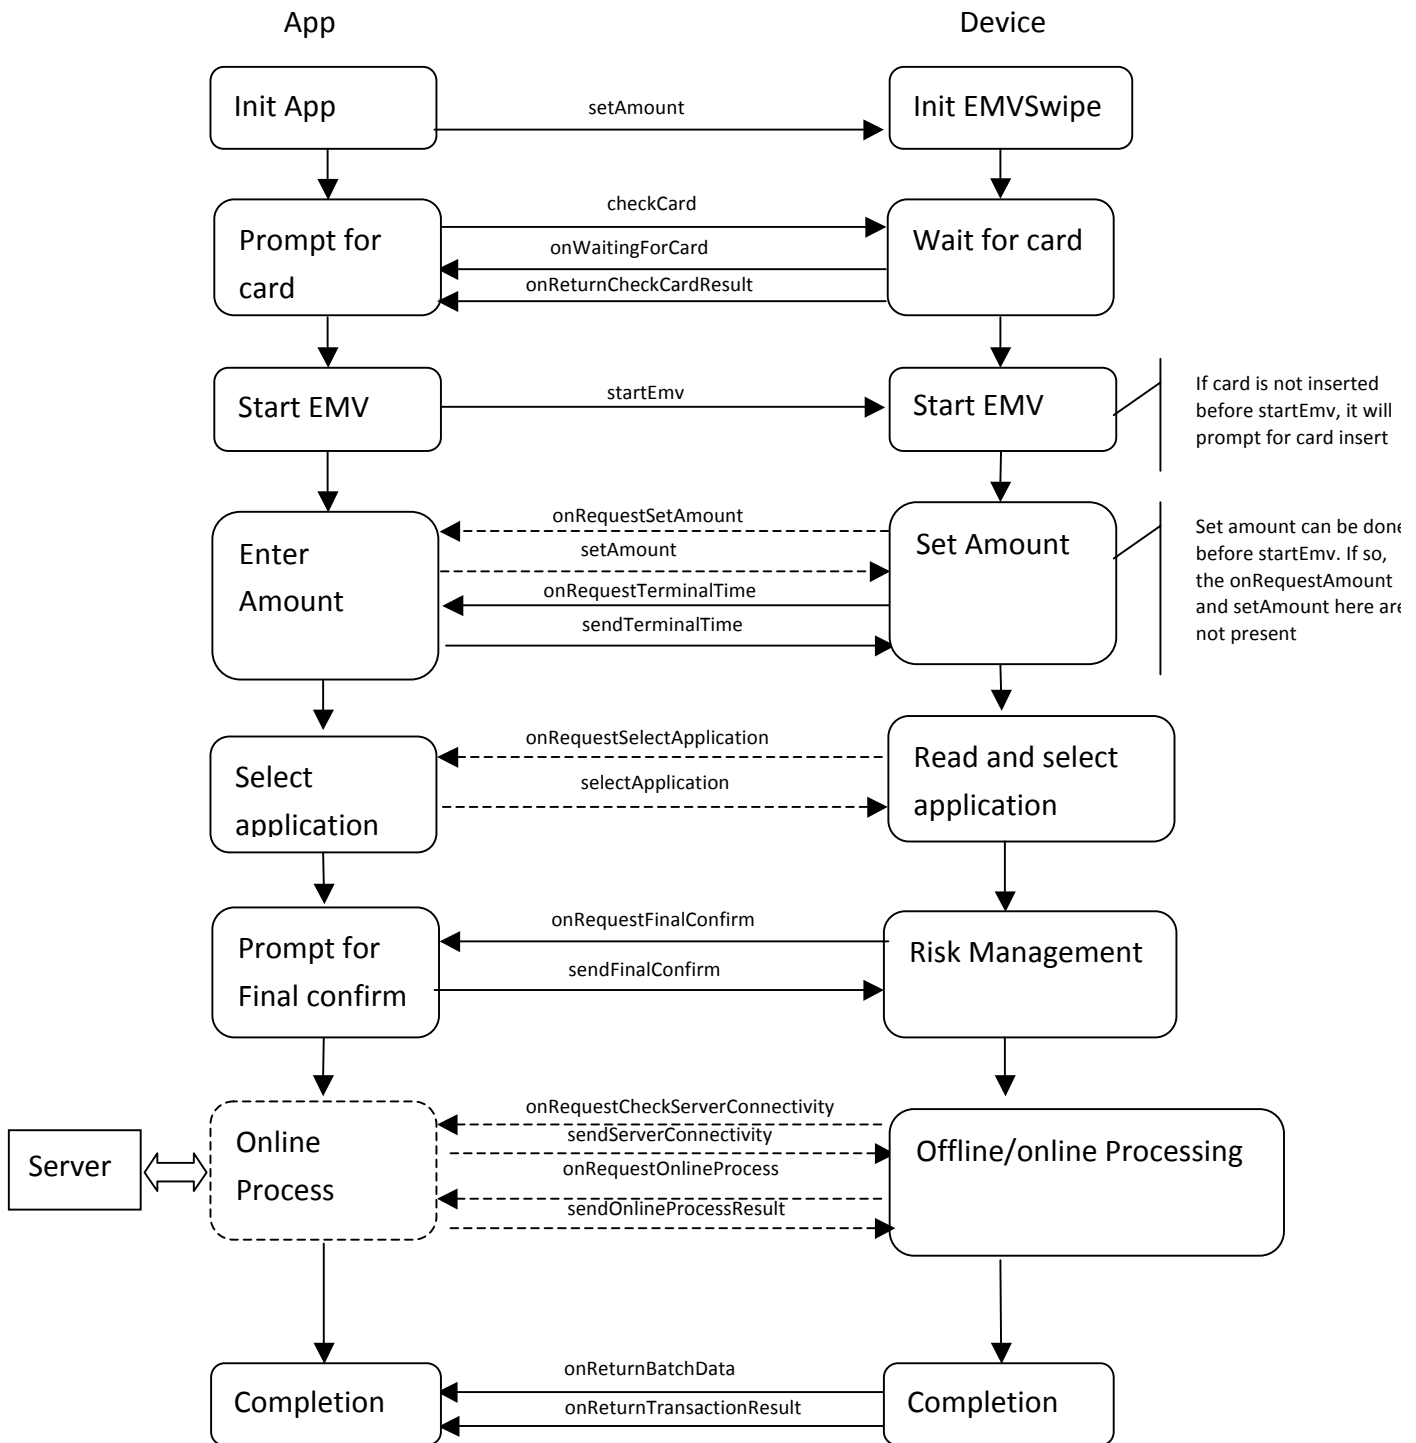 App
Device
Init App
setAmount
Init EMVSwipe
Prompt for
card
checkCard
onWaitingForCard
onReturnCheckCardResult
Wait for card
Start EMV
startEmv
Start EMV
If card is not inserted
before startEmv, it will
prompt for card insert
Enter
Amount
onRequestSetAmount
setAmount
onRequestTerminalTime
sendTerminalTime
Set Amount
Set amount can be done
before startEmv. If so,
the onRequestAmount
and setAmount here are
not present
Select
application
onRequestSelectApplication
selectApplication
Read and select
application
Prompt for
Final confirm
onRequestFinalConfirm
sendFinalConfirm
Risk Management
Server
Online
Process
onRequestCheckServerConnectivity
sendServerConnectivity
onRequestOnlineProcess
sendOnlineProcessResult
Offline/online Processing
Completion
onReturnBatchData
onReturnTransactionResult
Completion